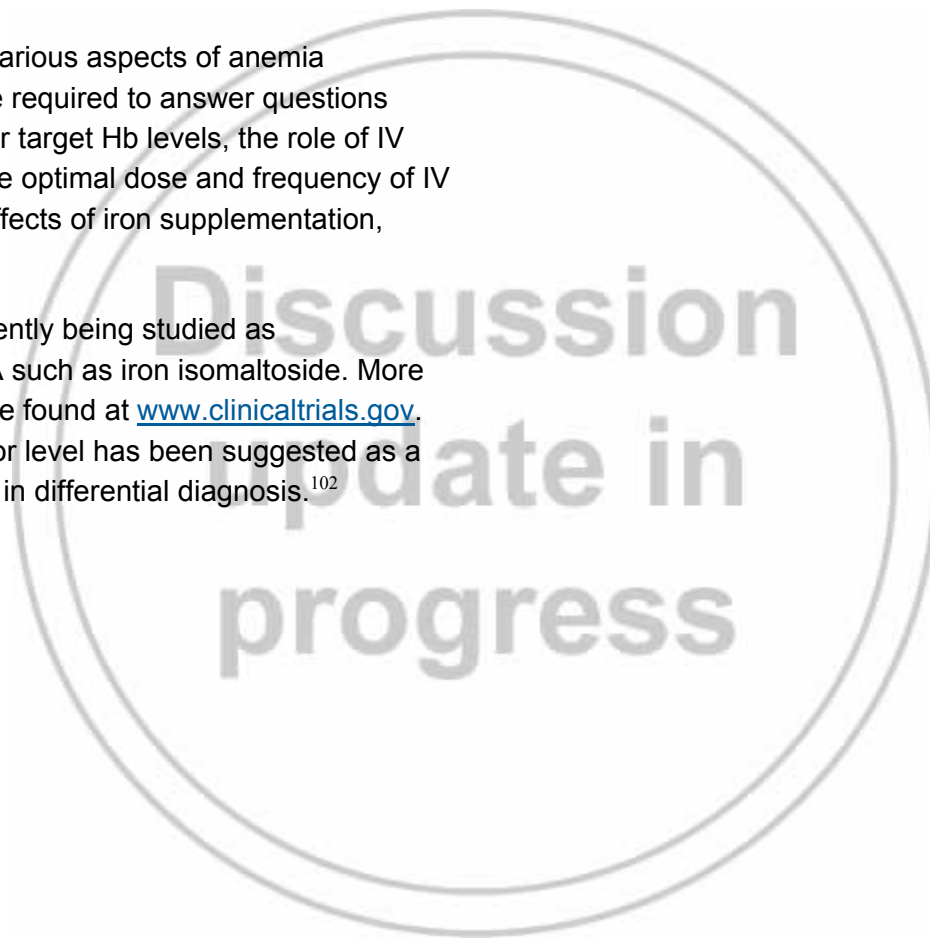 arious aspects of anemia
e required to answer questions
r target Hb levels, the role of IV
e optimal dose and frequency of IV
ffects of iron supplementation,
Discussion
ently being studied as
A such as iron isomaltoside. More
e found at www.clinicaltrials.gov.
or level has been suggested as a
update in
in differential diagnosis.102
progress